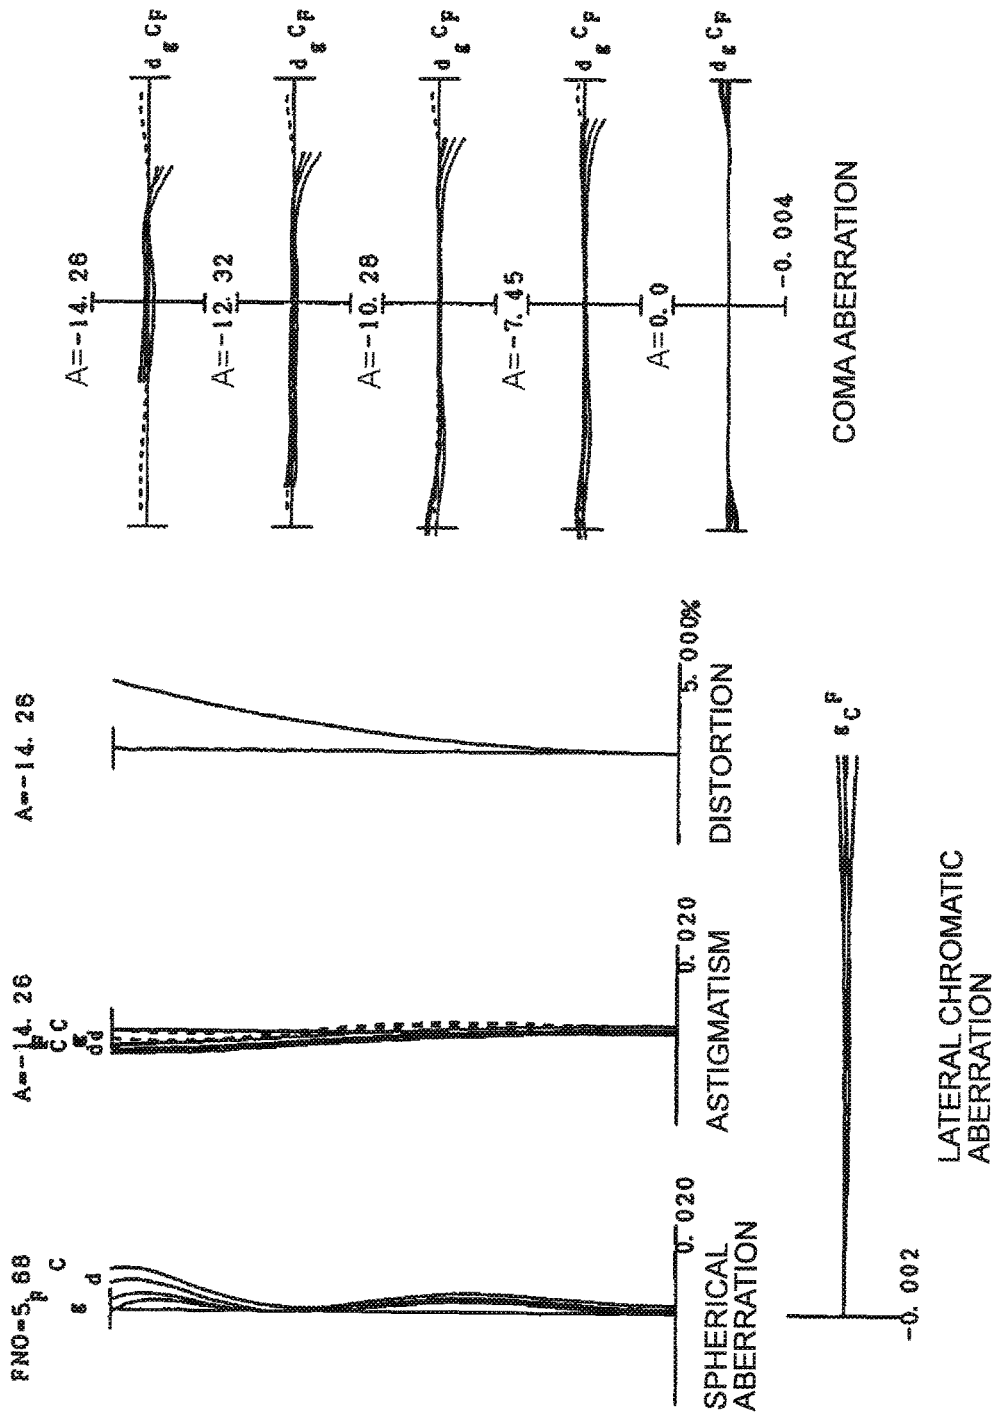 FNO=5.68
F
C
g
d
0.020
SPHERICAL
ABERRATION
A=-14.26
F
C C
g
d d
0.020
ASTIGMATISM
A=-14.26
5.000%
DISTORTION
A=-14.26
d g C F
A=-12.32
d g C F
A=-10.28
d g C F
A=-7.45
d g C F
A=0.0
d g C F
-0.004
COMA ABERRATION
g C F
-0.002
LATERAL CHROMATIC
ABERRATION